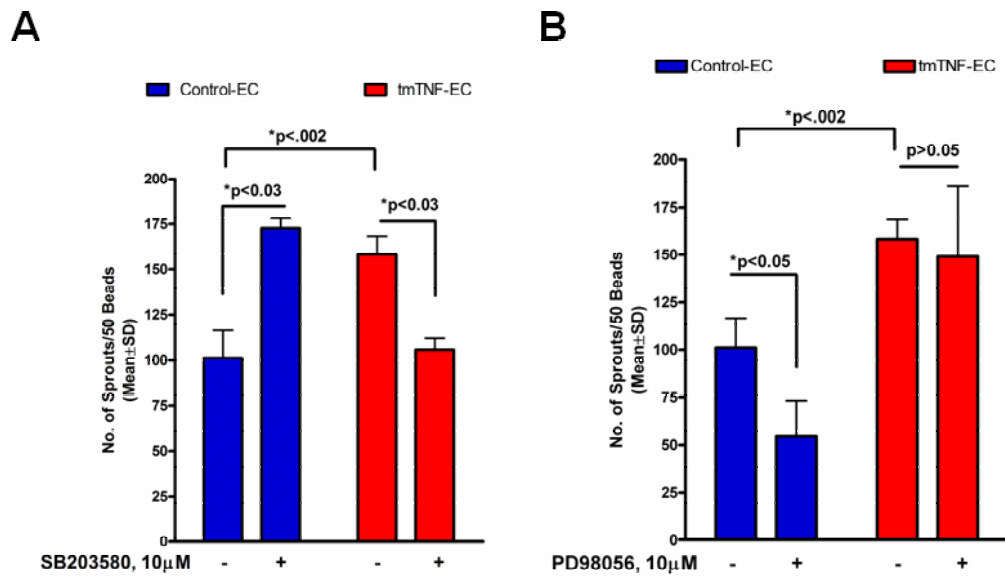 A
Control-EC tmTNF-EC
*p<.002
*p<0.03
*p<0.03
200
175
150
125
100
75
50
25
0
No. of Sprouts/50 Beads
(Mean±SD)
SB203580, 10µM - + - +
B
Control-EC tmTNF-EC
*p<.002
p>0.05
*p<0.05
200
175
150
125
100
75
50
25
0
No. of Sprouts/50 Beads
(Mean±SD)
PD98056, 10µM - + - +